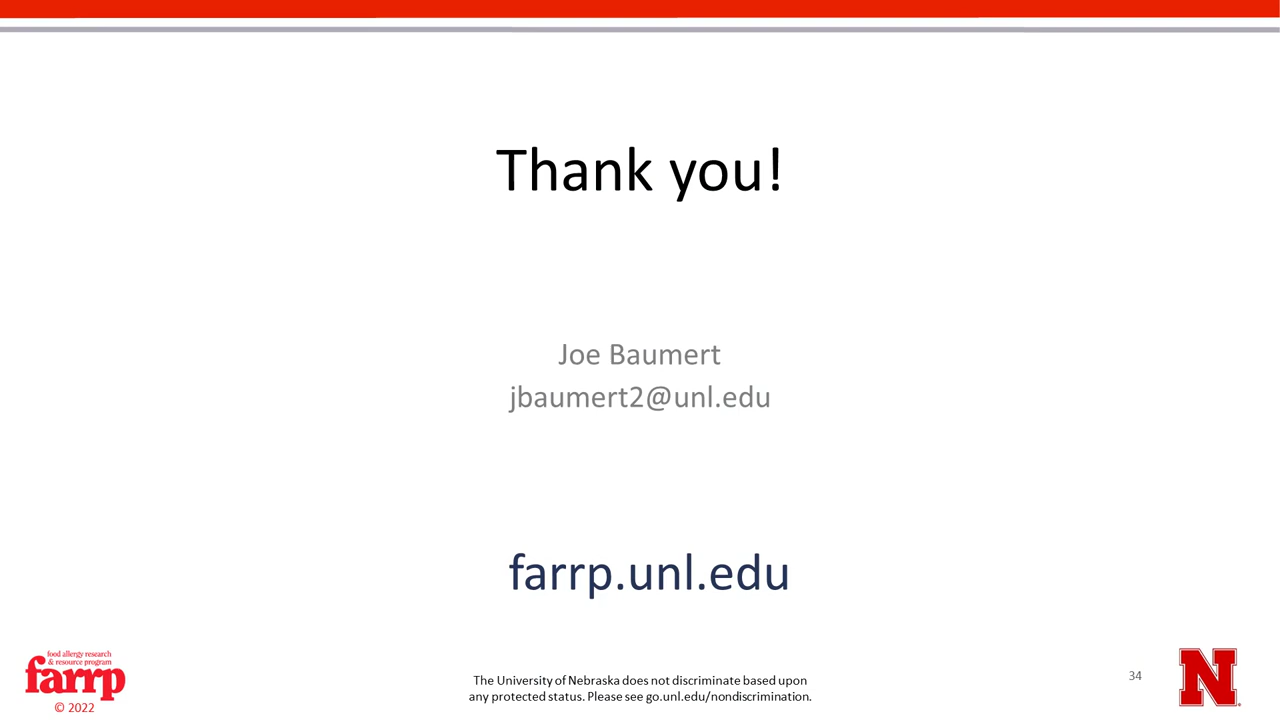 Thank you!
Joe Baumert
jbaumert2@unl.edu
farrp.unl.edu
food allergy research
& resource program
farrp
© 2022
The University of Nebraska does not discriminate based upon
any protected status. Please see go.unl.edu/nondiscrimination.
34
N